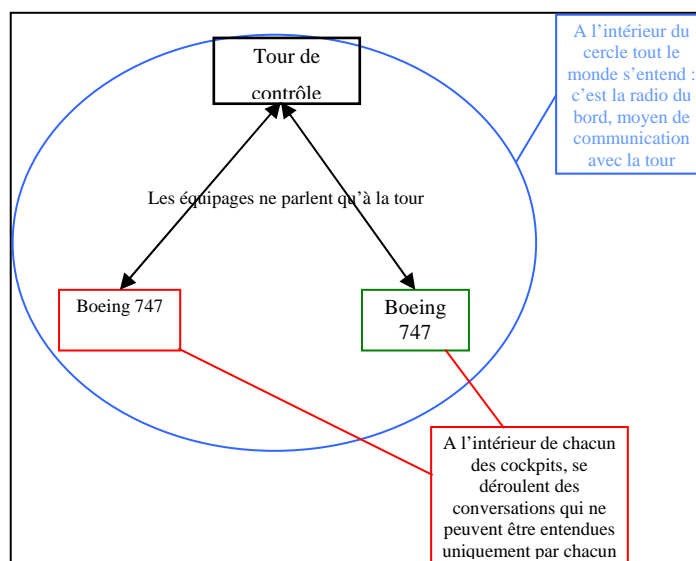 A l'intérieur du
cercle tout le
monde s'entend :
c'est la radio du
bord, moyen de
communication
avec la tour
Tour de
contrôle
Les équipages ne parlent qu'à la tour
Boeing 747
Boeing
747
A l'intérieur de chacun
des cockpits, se
déroulent des
conversations qui ne
peuvent être entendues
uniquement par chacun